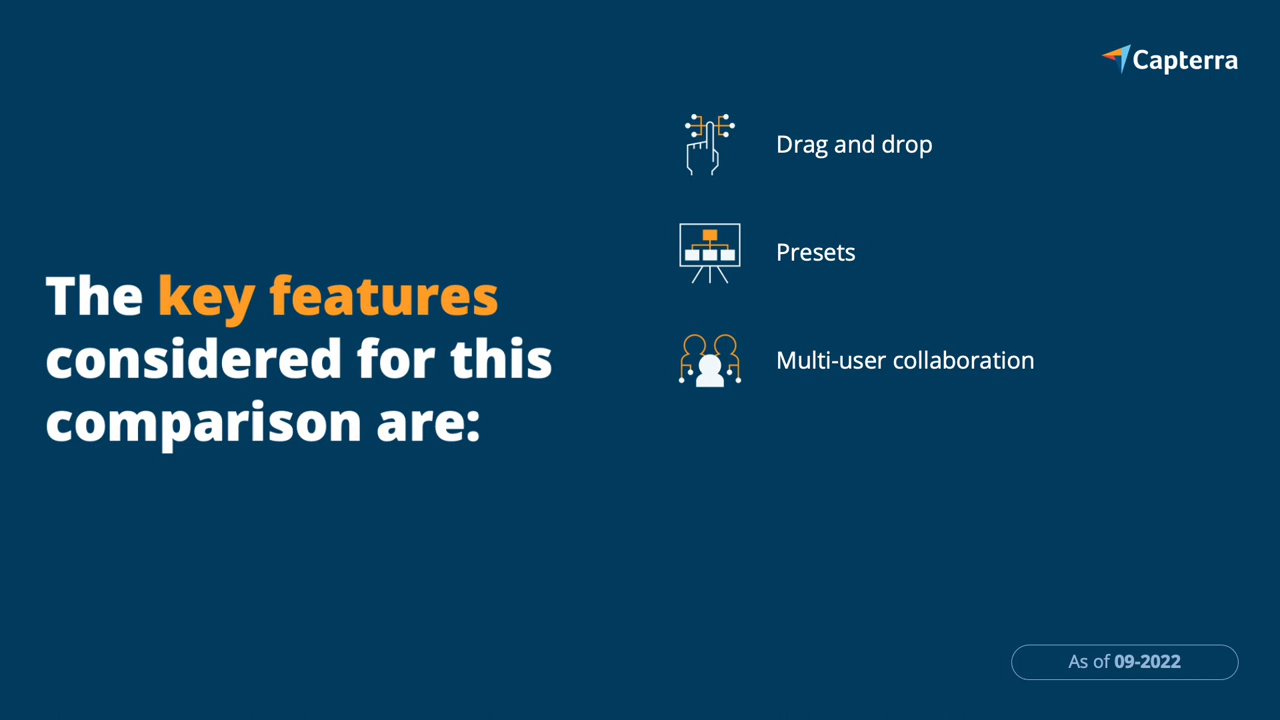 Capterra
The key features
considered for this
comparison are:
Drag and drop
Presets
Multi-user collaboration
As of 09-2022